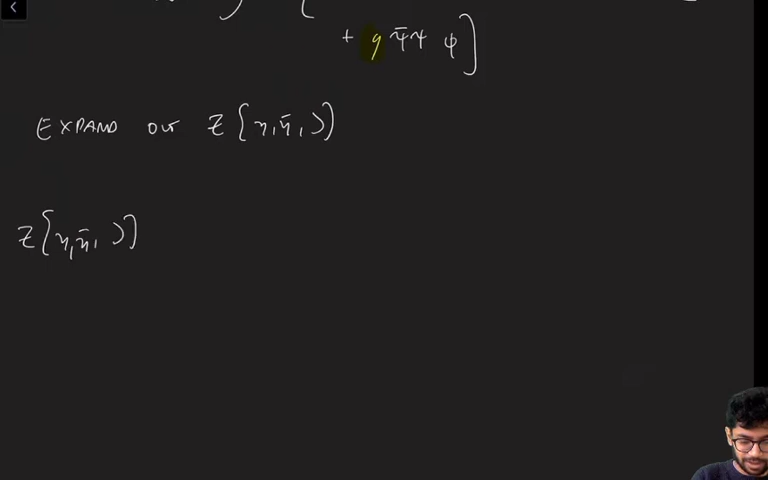 + g ψ̄ψ φ ]
EXPAND OUT Z[η, η̄, J]
Z[η, η̄, J]